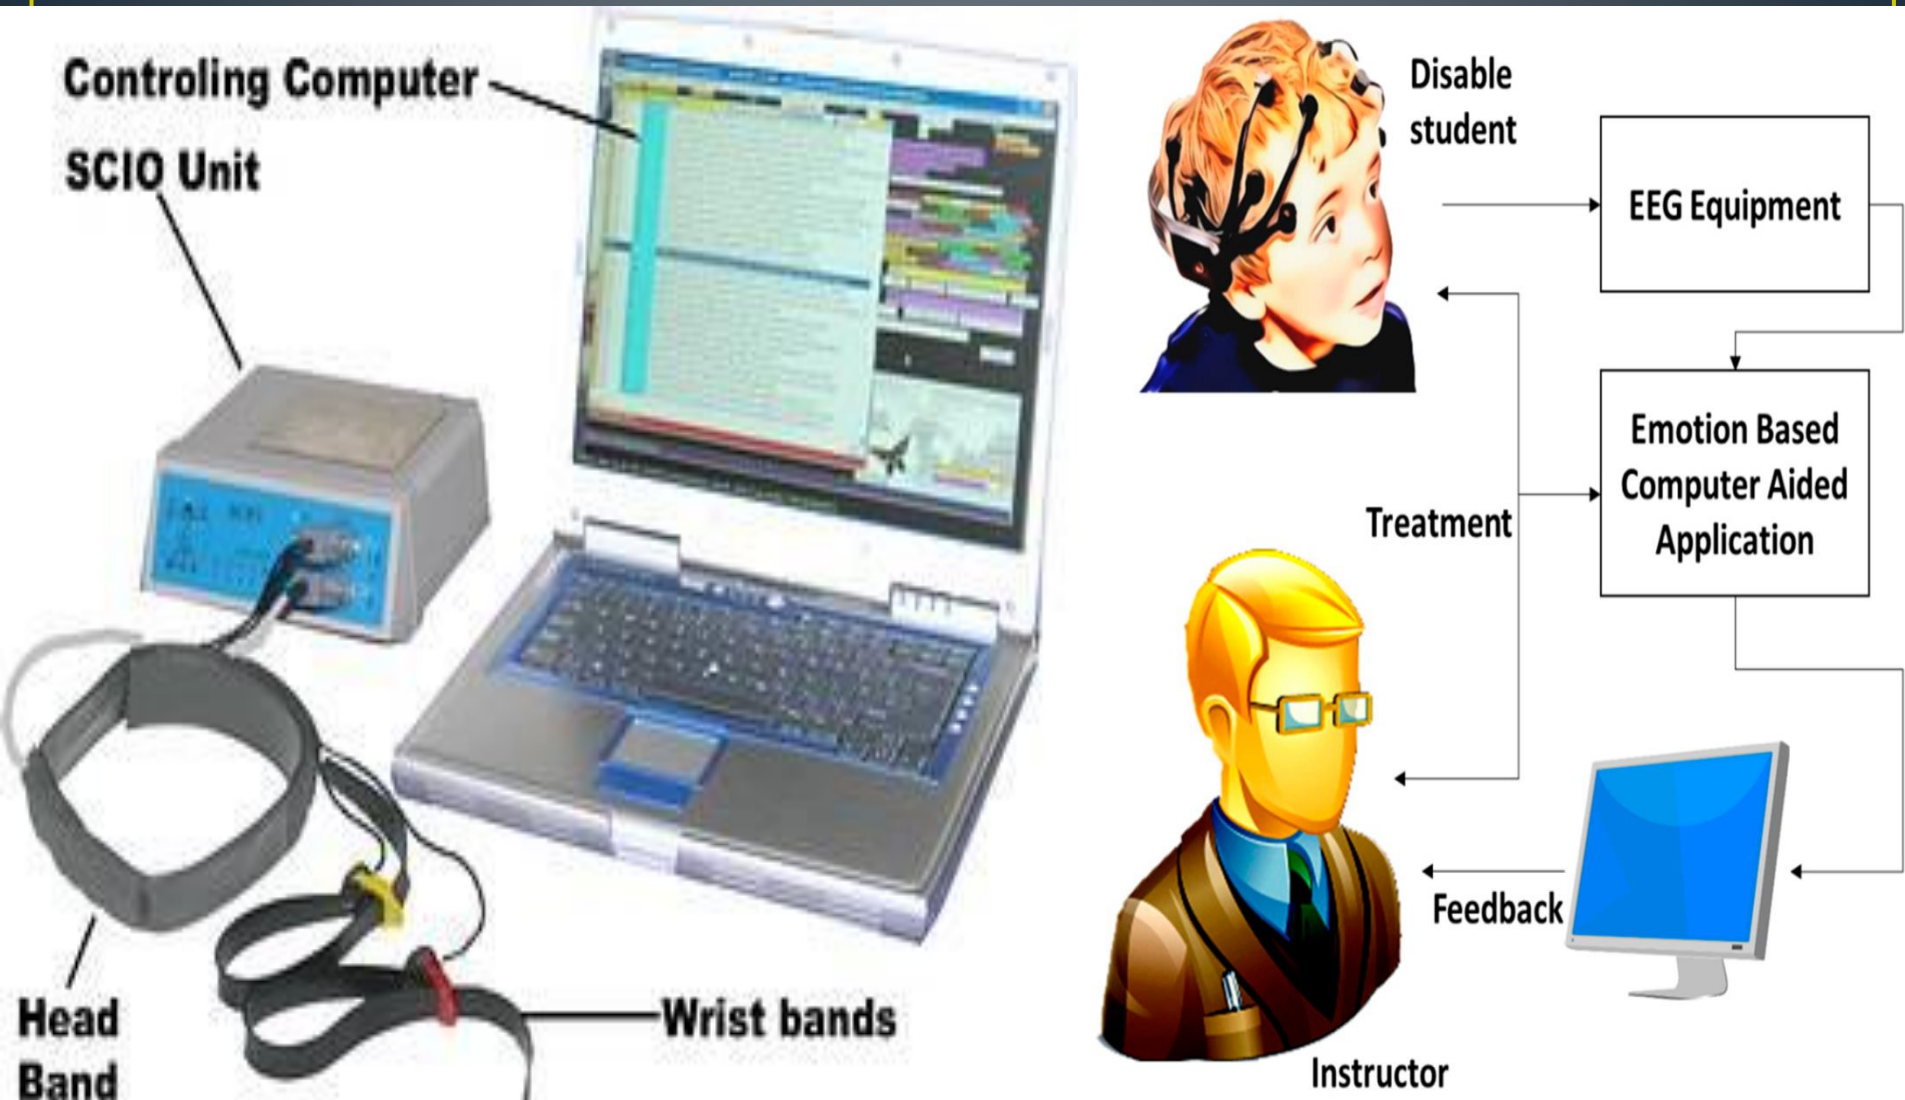 Controling Computer
SCIO Unit
Head
Band
Wrist bands
Disable
student
EEG Equipment
Emotion Based
Computer Aided
Application
Treatment
Feedback
Instructor